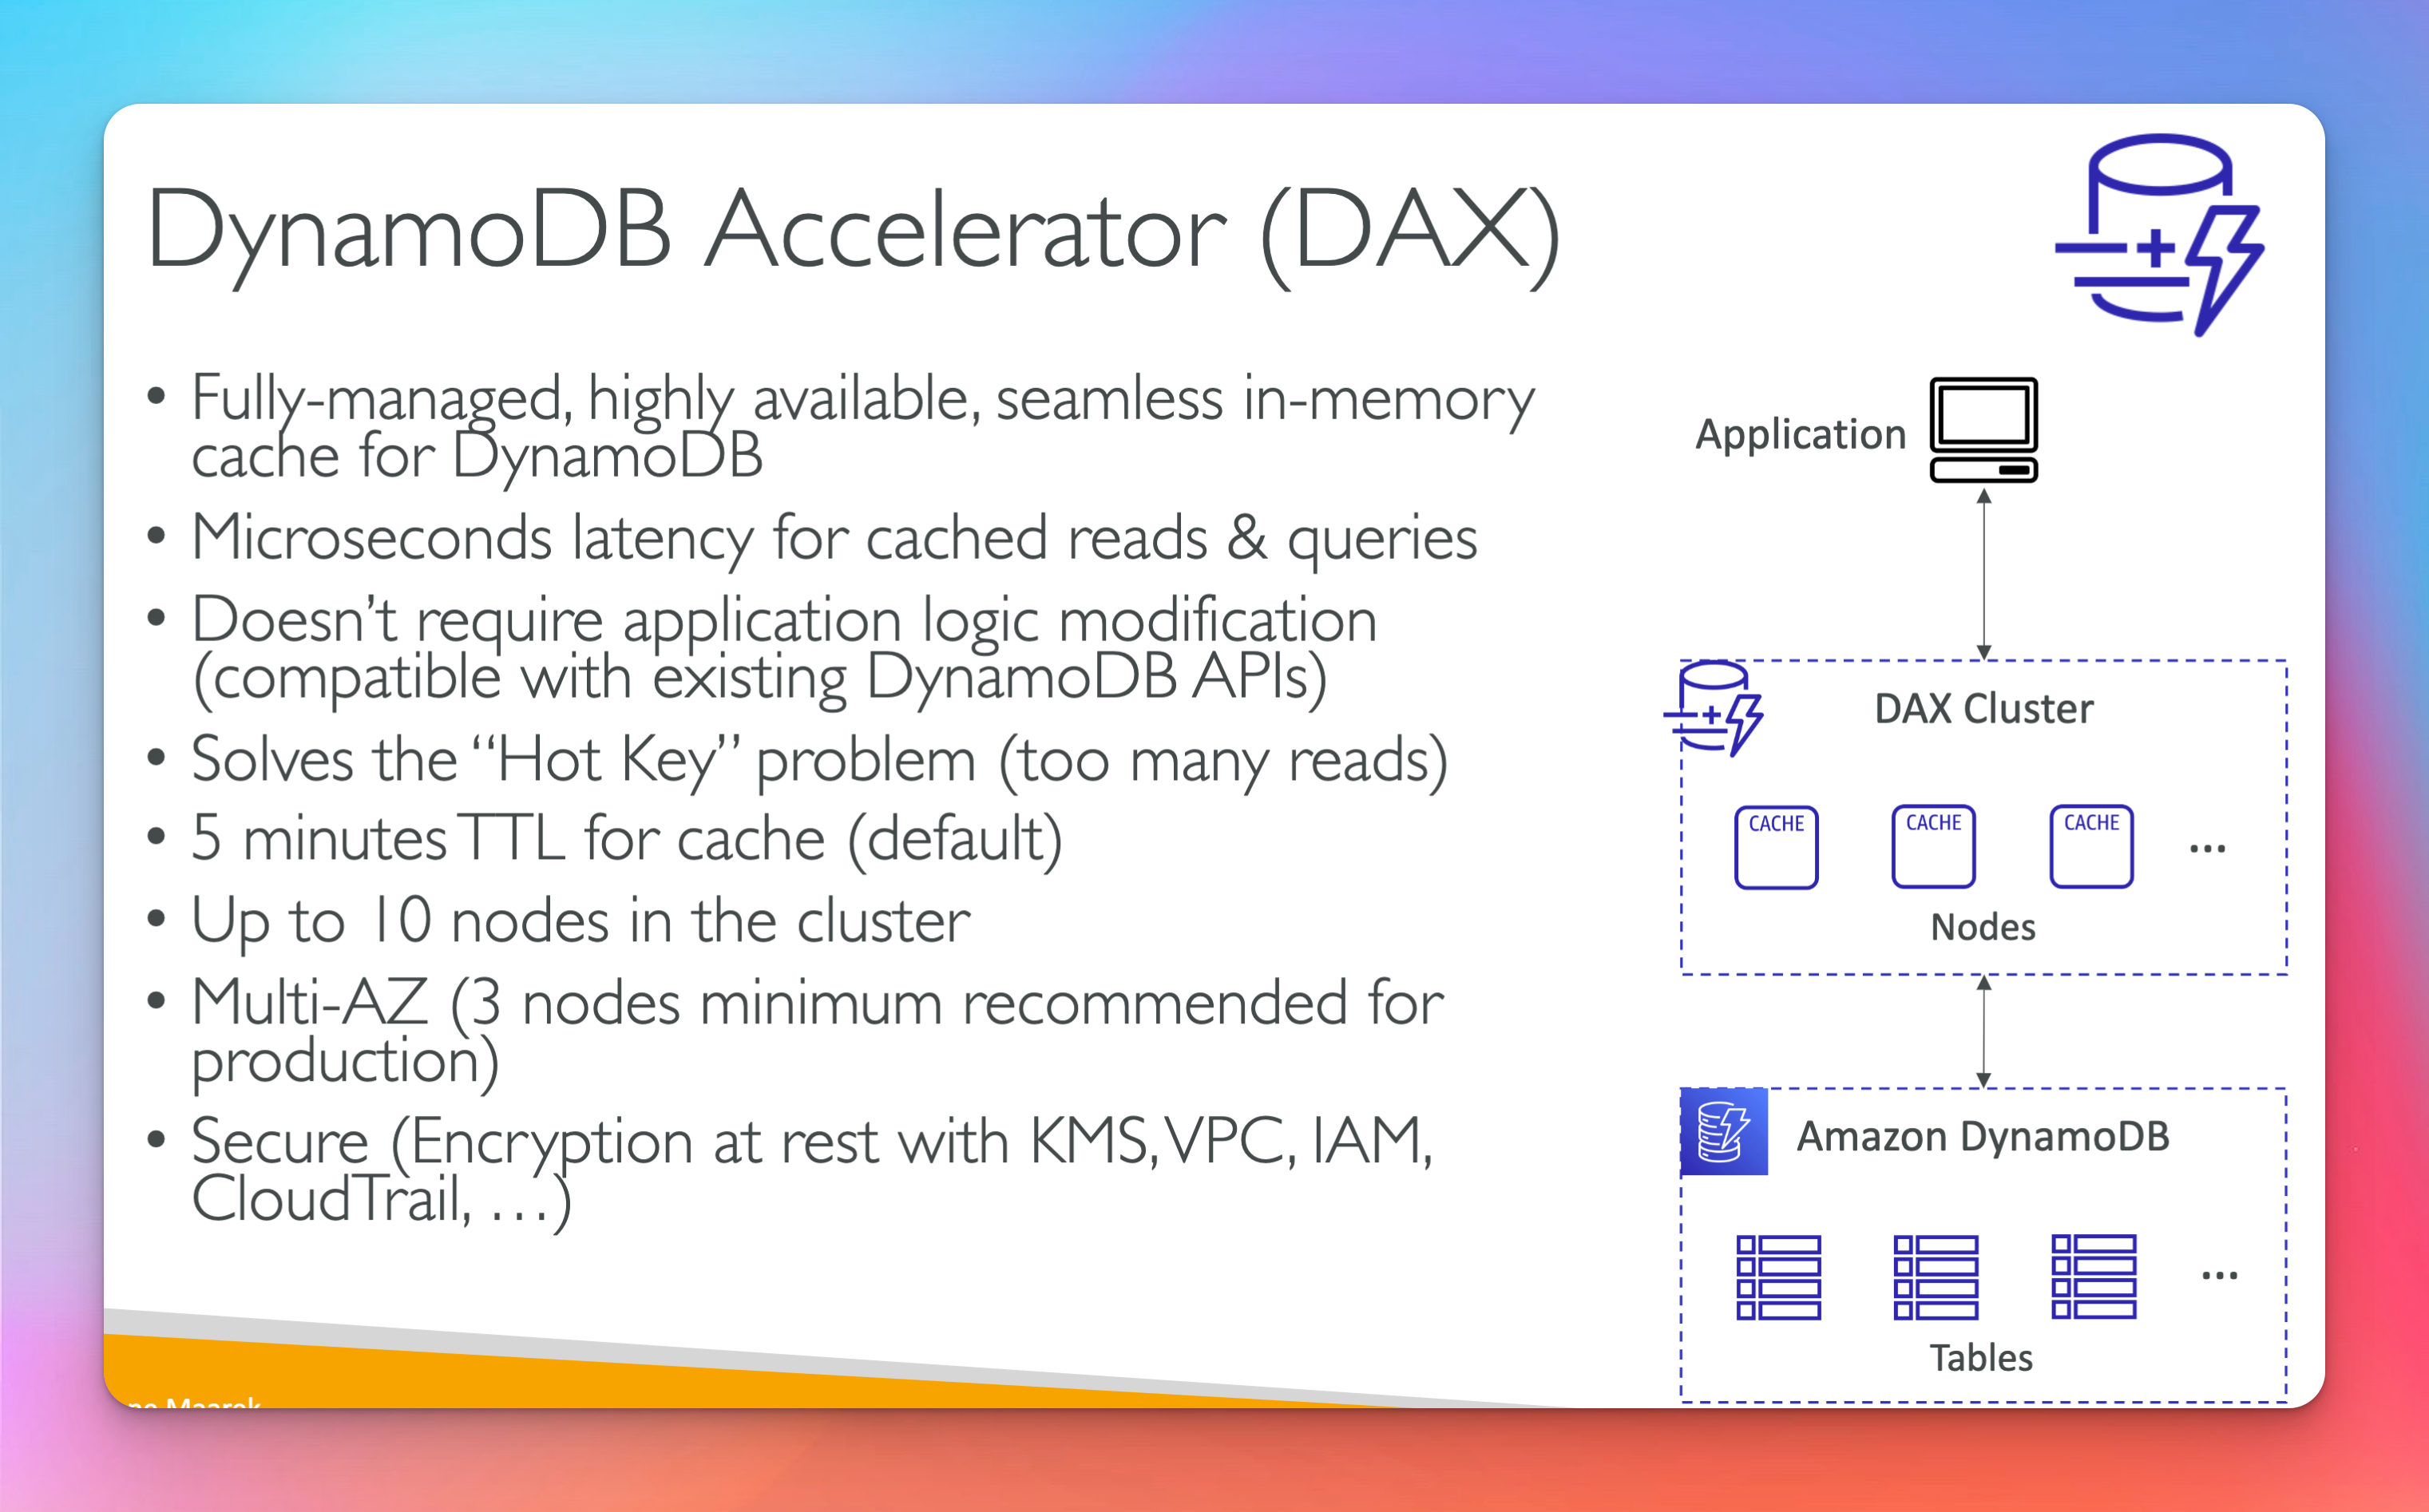 DynamoDB Accelerator (DAX)
• Fully-managed, highly available, seamless in-memory
cache for DynamoDB
• Microseconds latency for cached reads & queries
• Doesn’t require application logic modification
(compatible with existing DynamoDB APIs)
• Solves the “Hot Key” problem (too many reads)
• 5 minutes TTL for cache (default)
• Up to 10 nodes in the cluster
• Multi-AZ (3 nodes minimum recommended for
production)
• Secure (Encryption at rest with KMS, VPC, IAM,
CloudTrail, …)
Application
DAX Cluster
CACHE
CACHE
CACHE
...
Nodes
Amazon DynamoDB
...
Tables
Maarek